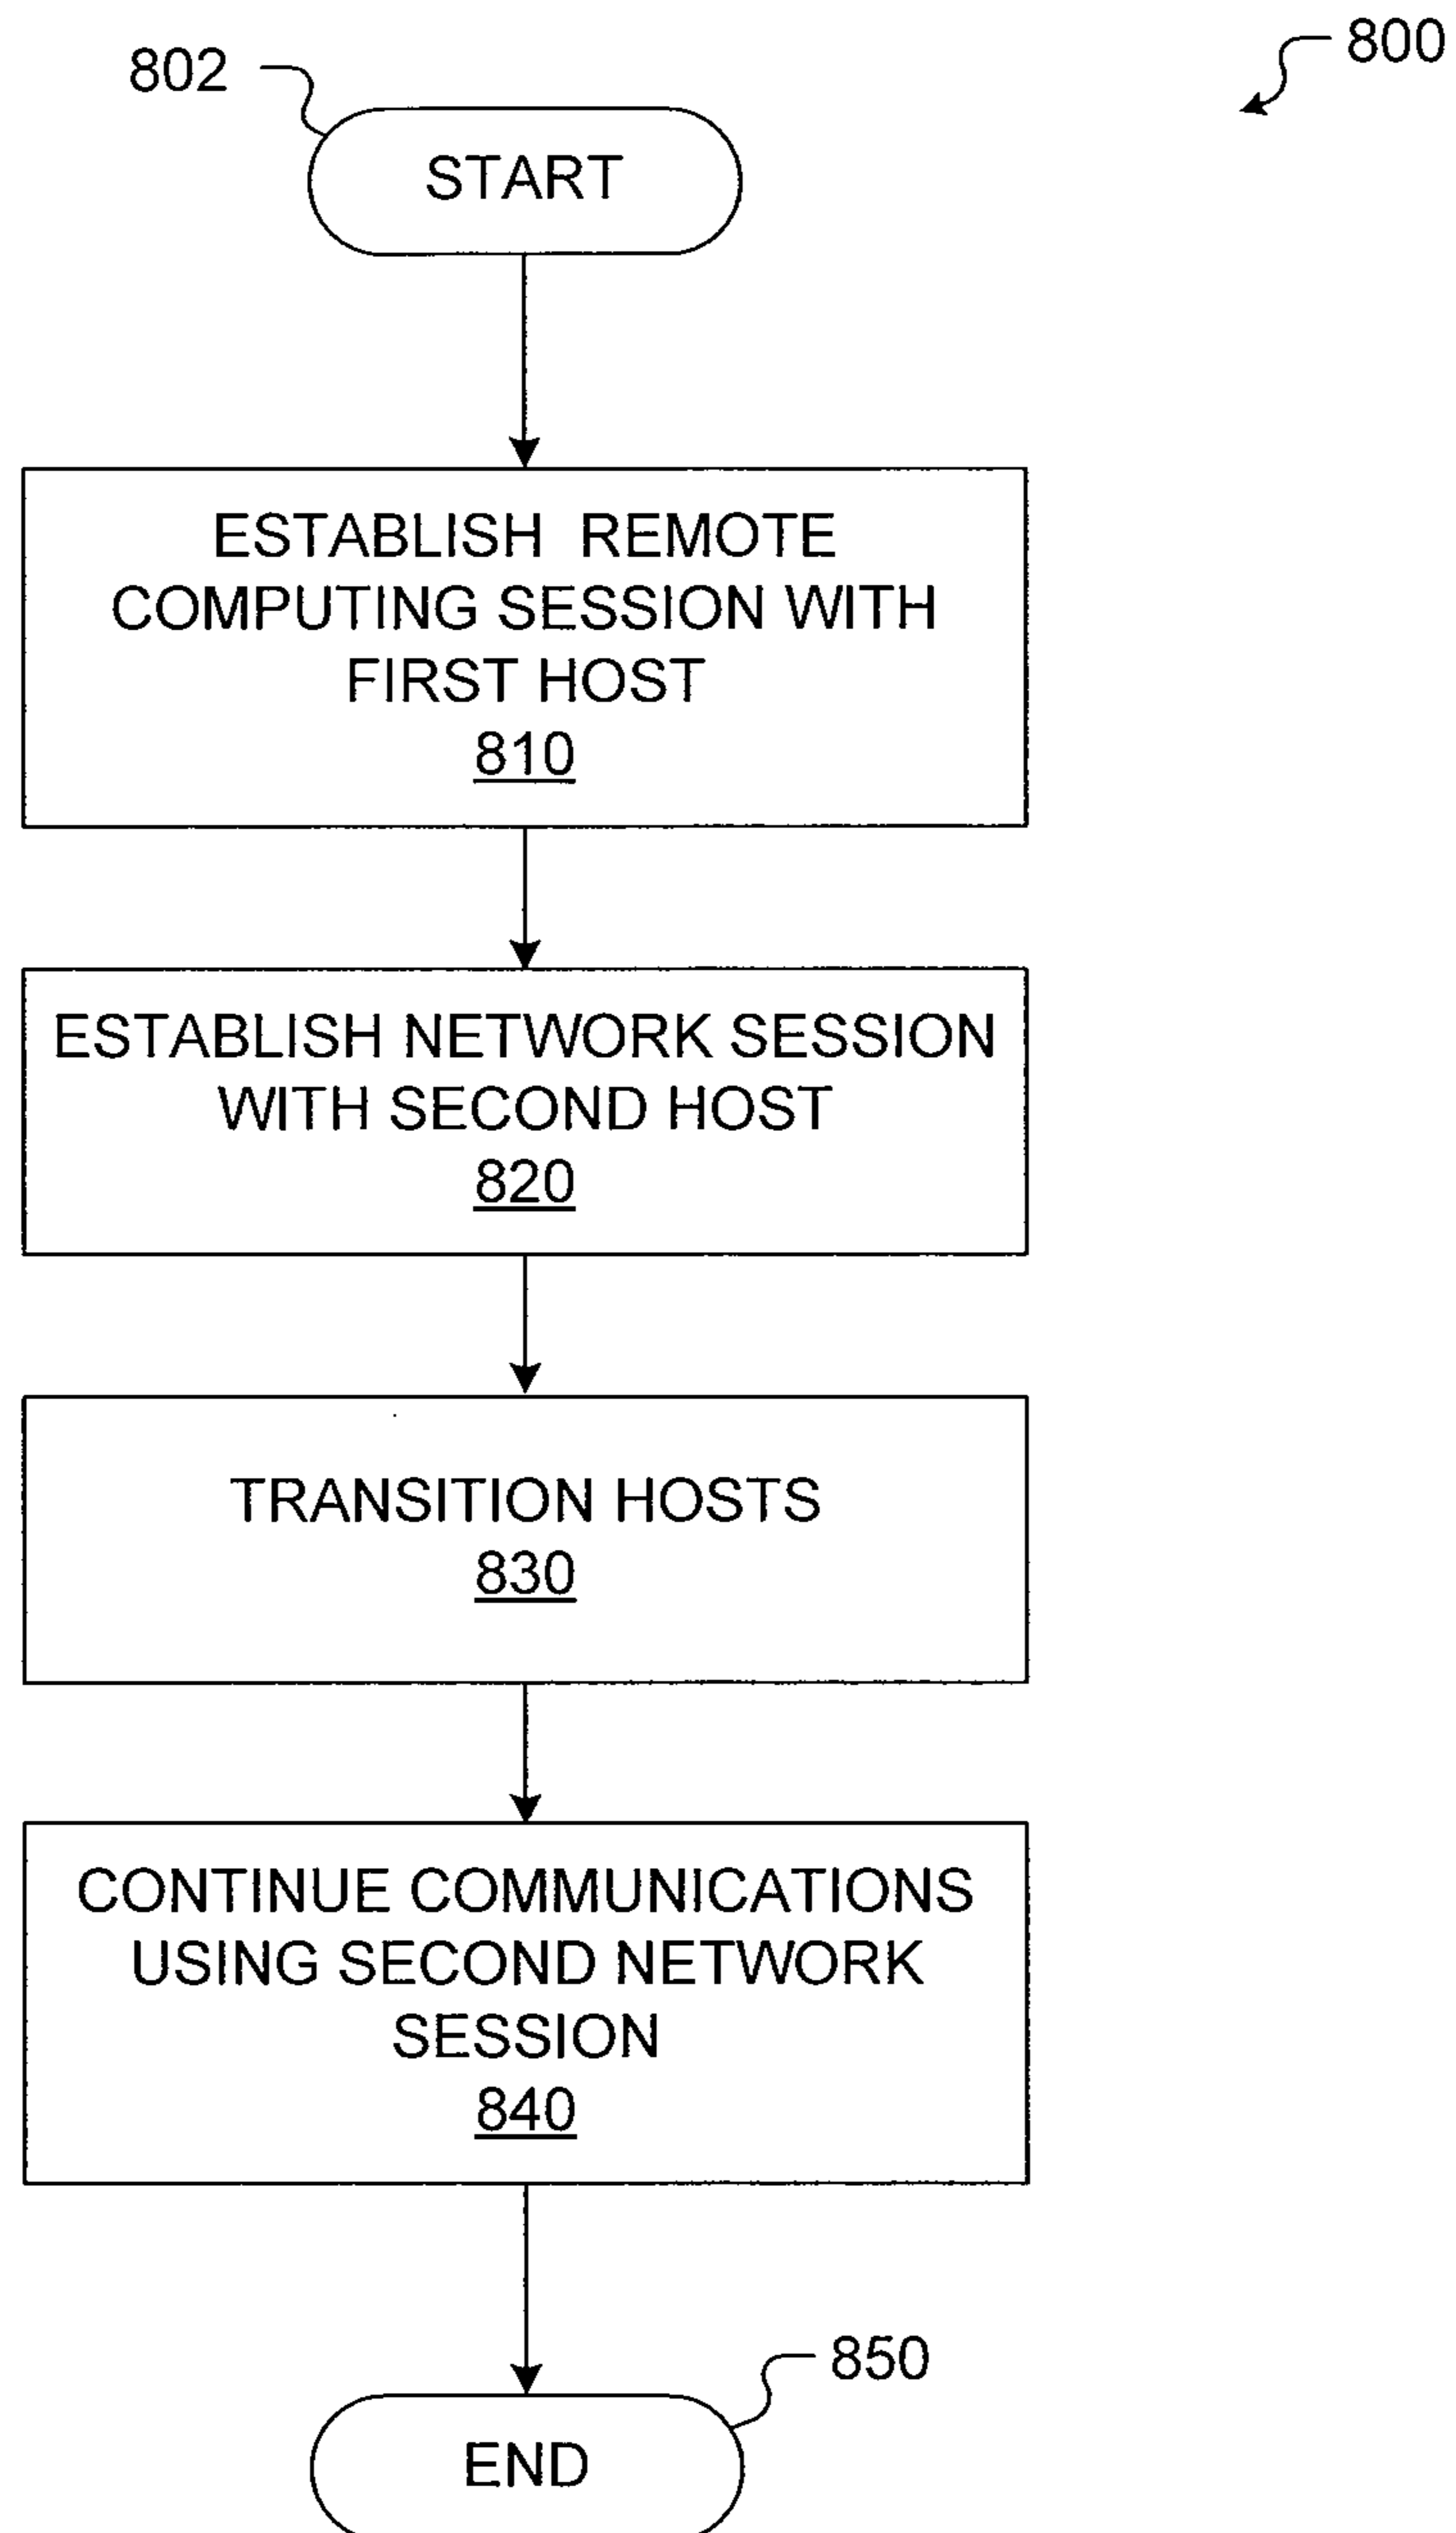 802
800
START
ESTABLISH REMOTE
COMPUTING SESSION WITH
FIRST HOST
810
ESTABLISH NETWORK SESSION
WITH SECOND HOST
820
TRANSITION HOSTS
830
CONTINUE COMMUNICATIONS
USING SECOND NETWORK
SESSION
840
850
END